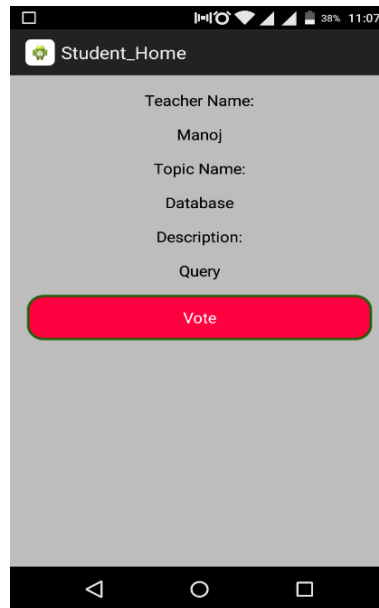 38% 11:07
Student_Home
Teacher Name:
Manoj
Topic Name:
Database
Description:
Query
Vote